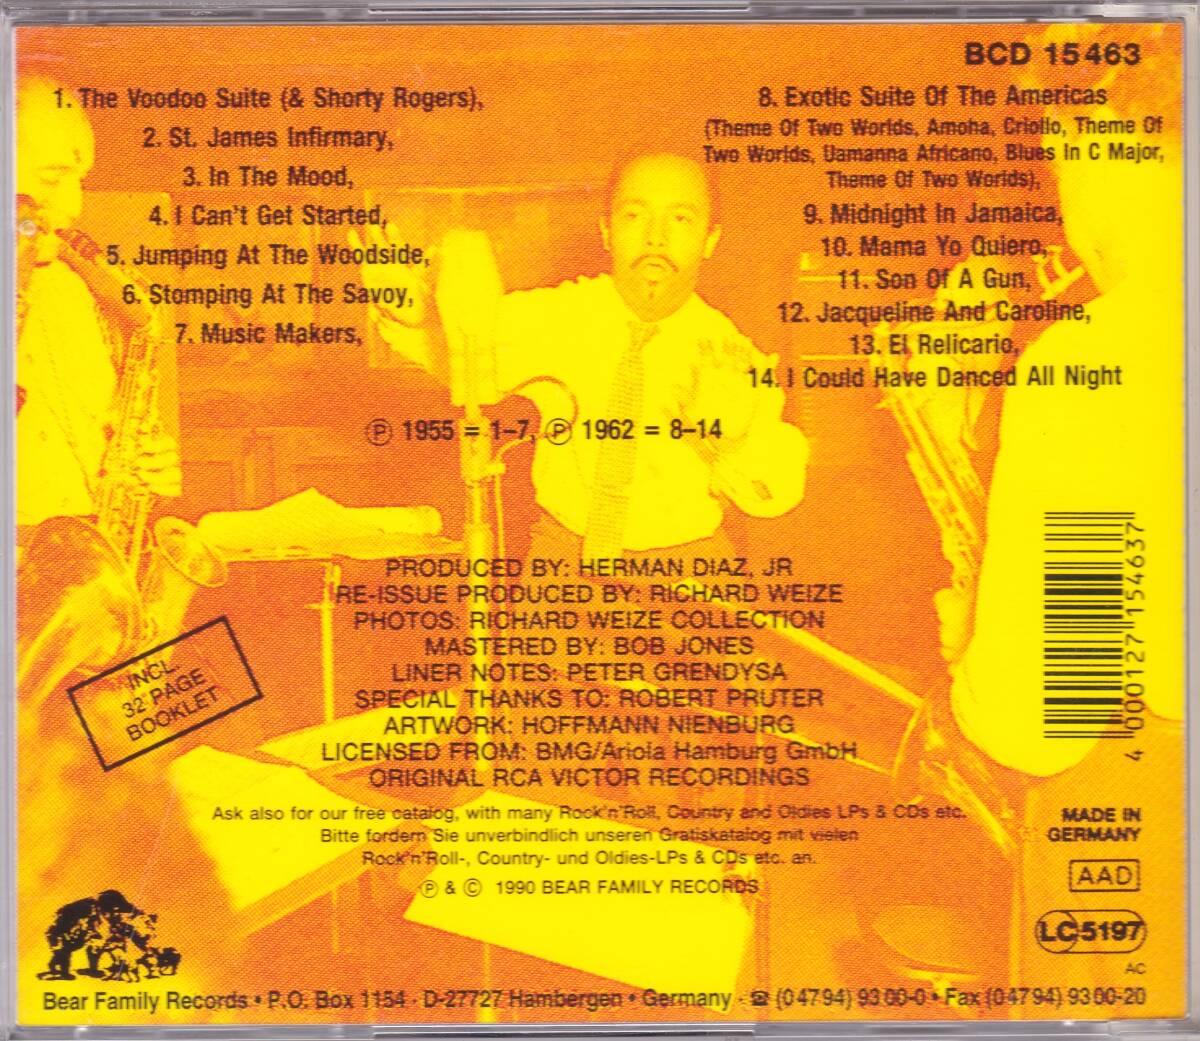 BCD 15463
1. The Voodoo Suite (& Shorty Rogers),
2. St. James Infirmary,
3. In The Mood,
4. I Can't Get Started,
5. Jumping At The Woodside,
6. Stomping At The Savoy,
7. Music Makers,
8. Exotic Suite Of The Americas
(Theme Of Two Worlds, Amoha, Criollo, Theme Of
Two Worlds, Uamanna Africano, Blues In C Major,
Theme Of Two Worlds),
9. Midnight In Jamaica,
10. Mama Yo Quiero,
11. Son Of A Gun,
12. Jacqueline And Caroline,
13. El Relicario,
14. I Could Have Danced All Night
Ⓟ 1955 = 1–7, Ⓟ 1962 = 8–14
PRODUCED BY: HERMAN DIAZ, JR
RE-ISSUE PRODUCED BY: RICHARD WEIZE
PHOTOS: RICHARD WEIZE COLLECTION
MASTERED BY: BOB JONES
LINER NOTES: PETER GRENDYSA
SPECIAL THANKS TO: ROBERT PRUTER
ARTWORK: HOFFMANN NIENBURG
LICENSED FROM: BMG/Ariola Hamburg GmbH
ORIGINAL RCA VICTOR RECORDINGS
INCL.
32 PAGE
BOOKLET
Ask also for our free catalog, with many Rock'n'Roll, Country and Oldies LPs & CDs etc.
Bitte fordern Sie unverbindlich unseren Gratiskatalog mit vielen
Rock'n'Roll-, Country- und Oldies-LPs & CDs etc. an.
Ⓟ & © 1990 BEAR FAMILY RECORDS
4 000127 154637
MADE IN
GERMANY
AAD
LC 5197
AC
Bear Family Records • P.O. Box 1154 · D-27727 Hambergen • Germany · ☎ (04794) 9300-0 • Fax (04794) 9300-20